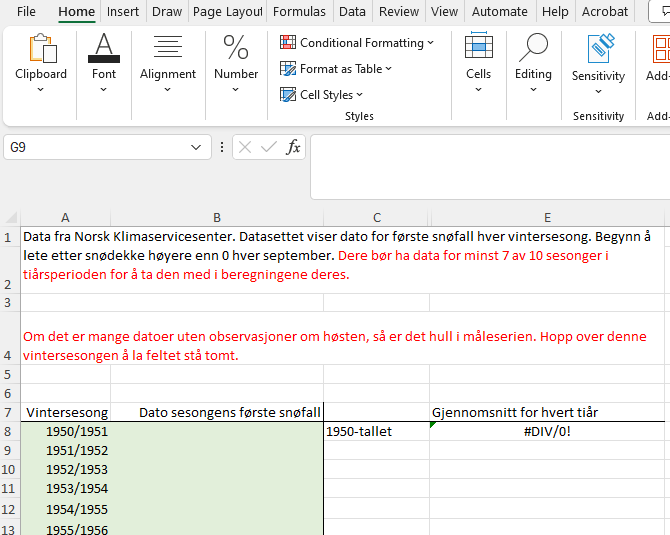 File Home Insert Draw Page Layout Formulas Data Review View Automate Help Acrobat
Clipboard Font Alignment Number Conditional Formatting Format as Table Cell Styles Cells Editing Sensitivity Add-
Styles Sensitivity Add-
G9 fx
A B C E
1 Data fra Norsk Klimaservicesenter. Datasettet viser dato for første snøfall hver vintersesong. Begynn å
lete etter snødekke høyere enn 0 hver september. Dere bør ha data for minst 7 av 10 sesonger i
2 tiårsperioden for å ta den med i beregningene deres.
3
Om det er mange datoer uten observasjoner om høsten, så er det hull i måleserien. Hopp over denne
4 vintersesongen å la feltet stå tomt.
5
6
7 Vintersesong Dato sesongens første snøfall Gjennomsnitt for hvert tiår
8 1950/1951 1950-tallet #DIV/0!
9 1951/1952
10 1952/1953
11 1953/1954
12 1954/1955
13 1955/1956